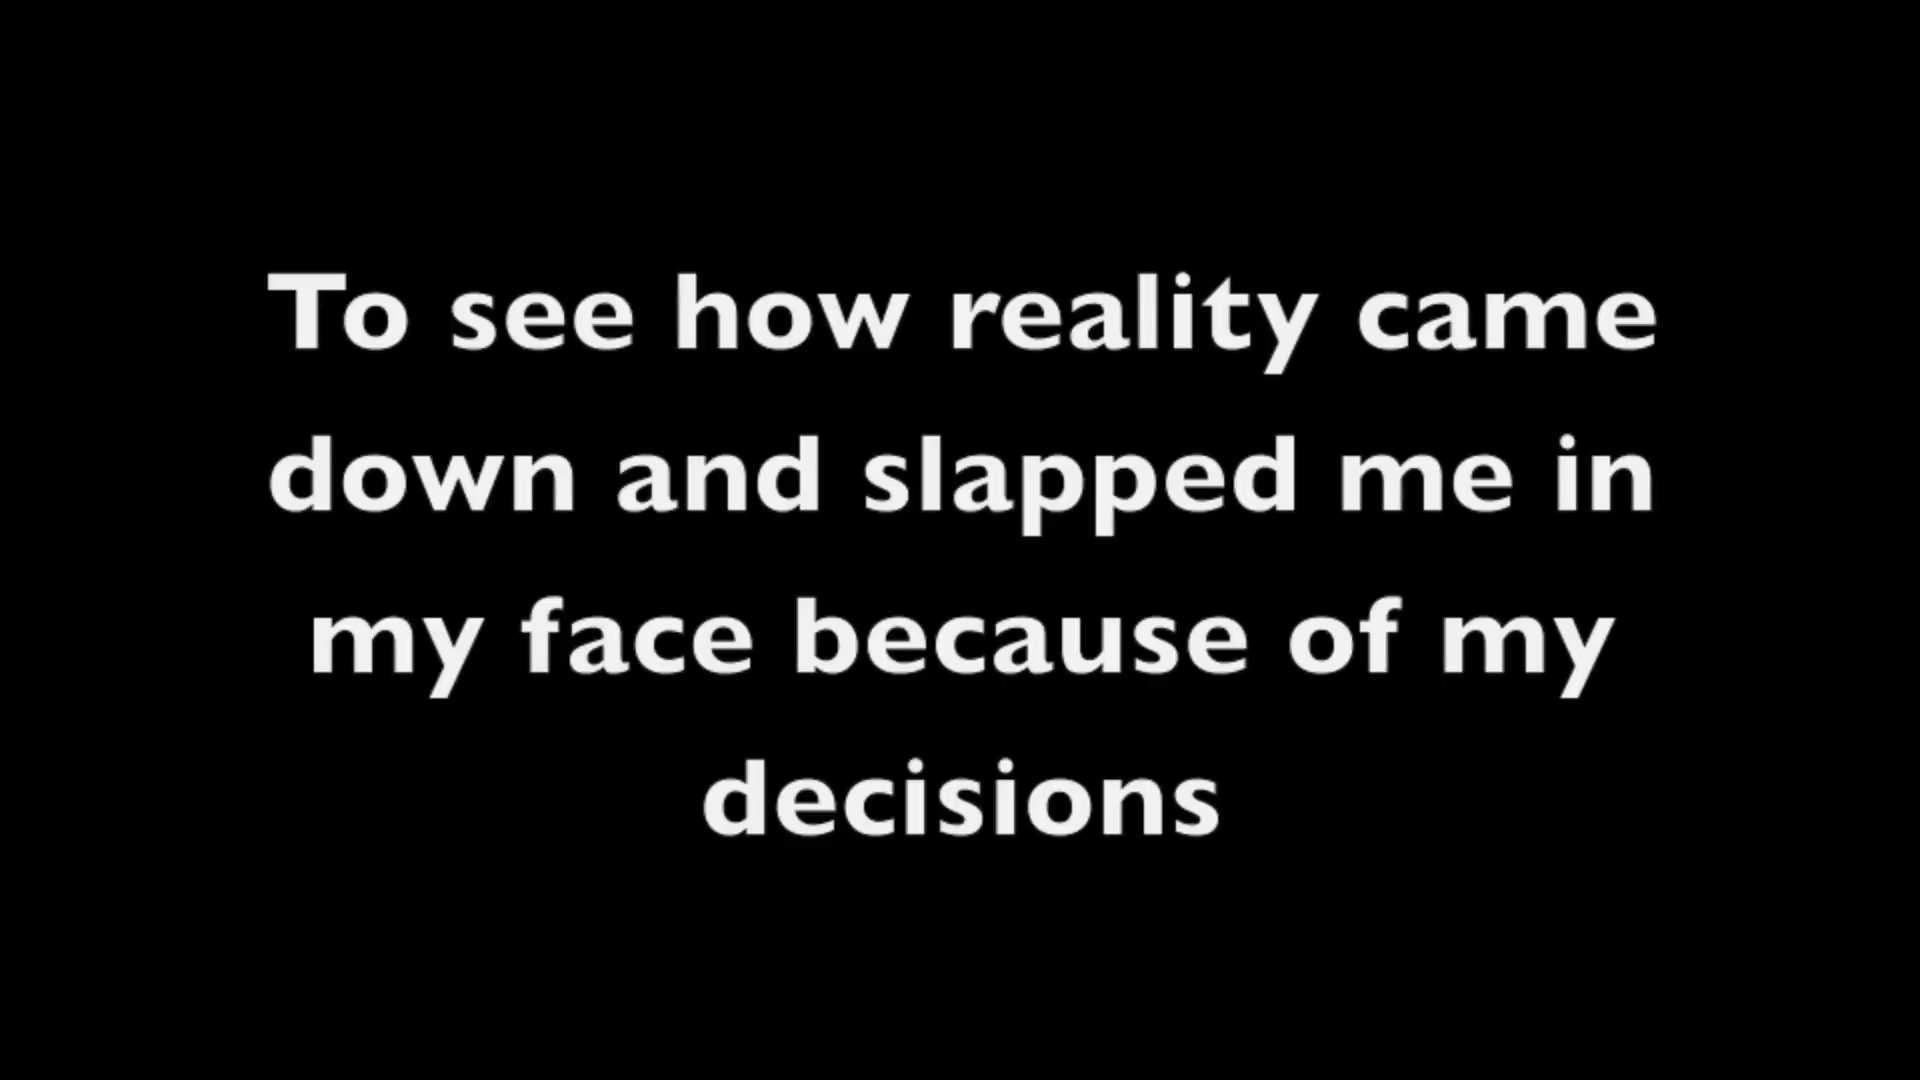 To see how reality came
down and slapped me in
my face because of my
decisions